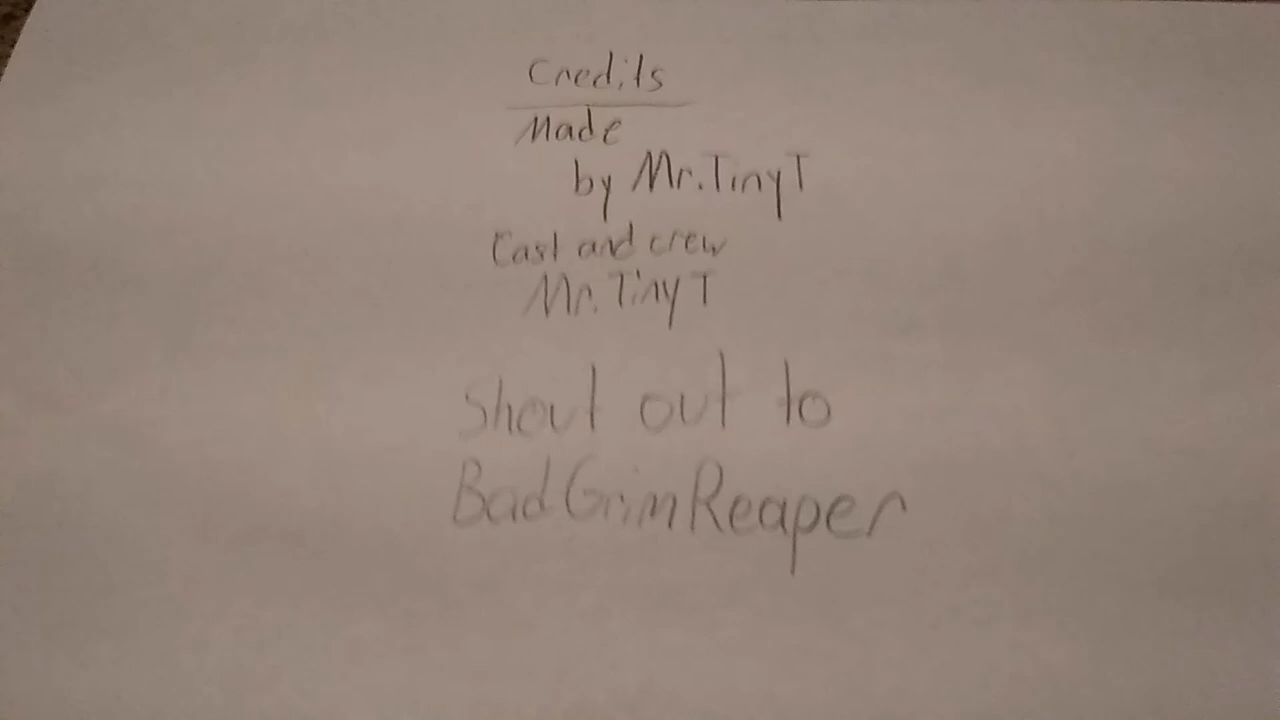 Credits
Made
by Mr.TinyT
Cast and crew
Mr.TinyT
Shout out to
BadGrimReaper